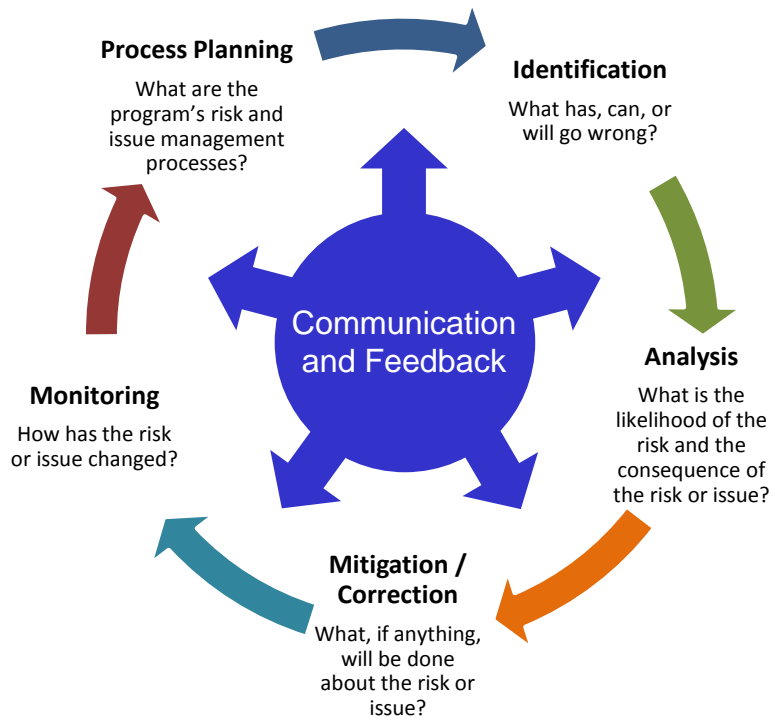 Process Planning
What are the
program’s risk and
issue management
processes?
Identification
What has, can, or
will go wrong?
Communication
and Feedback
Analysis
What is the
likelihood of the
risk and the
consequence of
the risk or issue?
Mitigation /
Correction
What, if anything,
will be done
about the risk or
issue?
Monitoring
How has the risk
or issue changed?